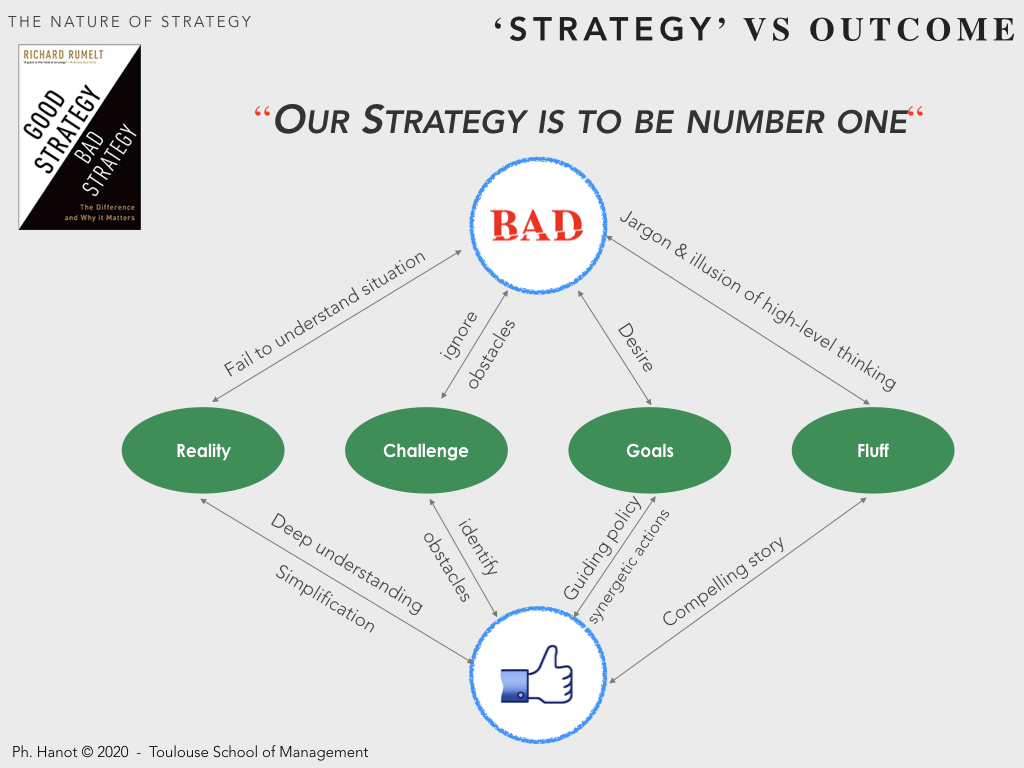 THE NATURE OF STRATEGY
‘STRATEGY’ VS OUTCOME
RICHARD RUMELT
GOOD
STRATEGY
BAD
STRATEGY
The Difference
and Why it Matters
“OUR STRATEGY IS TO BE NUMBER ONE“
BAD
Fail to understand situation
ignore
obstacles
Desire
Jargon & illusion of high-level thinking
Reality
Challenge
Goals
Fluff
Deep understanding
Simplification
identify
obstacles
Guiding policy
synergetic actions
Compelling story
Ph. Hanot © 2020 - Toulouse School of Management